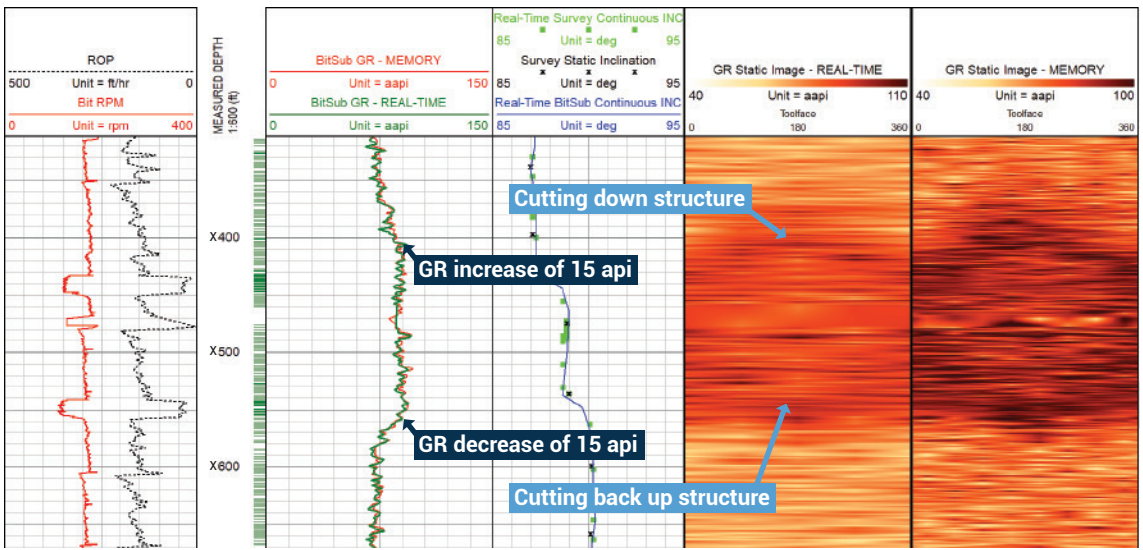 ROP
500 Unit = ft/hr 0
Bit RPM
0 Unit = rpm 400
MEASURED DEPTH
1:600 (ft)
BitSub GR - MEMORY
0 Unit = aapi 150
BitSub GR - REAL-TIME
0 Unit = aapi 150
Real-Time Survey Continuous INC
85 Unit = deg 95
Survey Static Inclination
85 Unit = deg 95
Real-Time BitSub Continuous INC
85 Unit = deg 95
GR Static Image - REAL-TIME
40 Unit = aapi 110
Toolface
0 180 360
GR Static Image - MEMORY
40 Unit = aapi 100
Toolface
0 180 360
Cutting down structure
X400
GR increase of 15 api
X500
GR decrease of 15 api
X600
Cutting back up structure